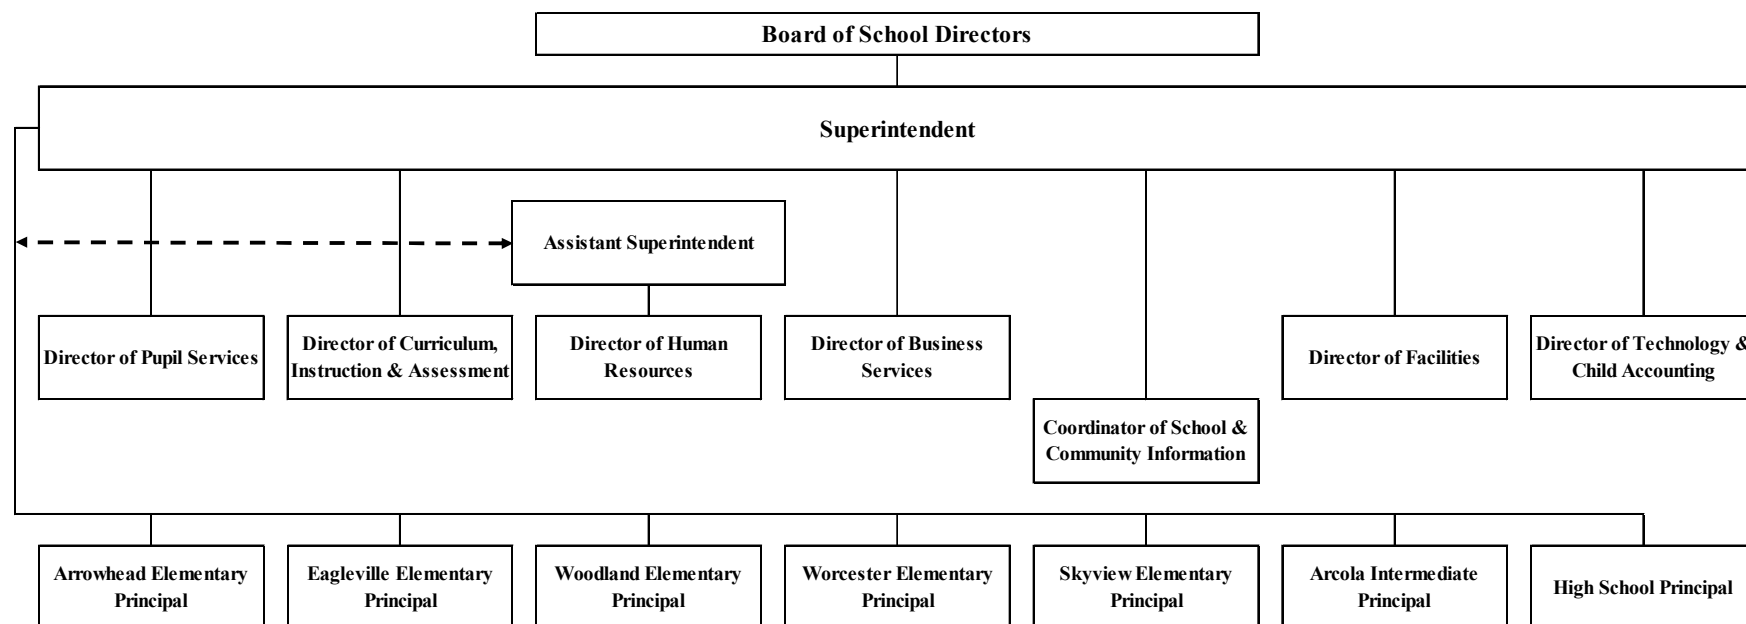 Board of School Directors
Superintendent
Assistant Superintendent
Director of Pupil Services
Director of Curriculum,
Instruction & Assessment
Director of Human
Resources
Director of Business
Services
Director of Facilities
Director of Technology &
Child Accounting
Coordinator of School &
Community Information
Arrowhead Elementary
Principal
Eagleville Elementary
Principal
Woodland Elementary
Principal
Worcester Elementary
Principal
Skyview Elementary
Principal
Arcola Intermediate
Principal
High School Principal